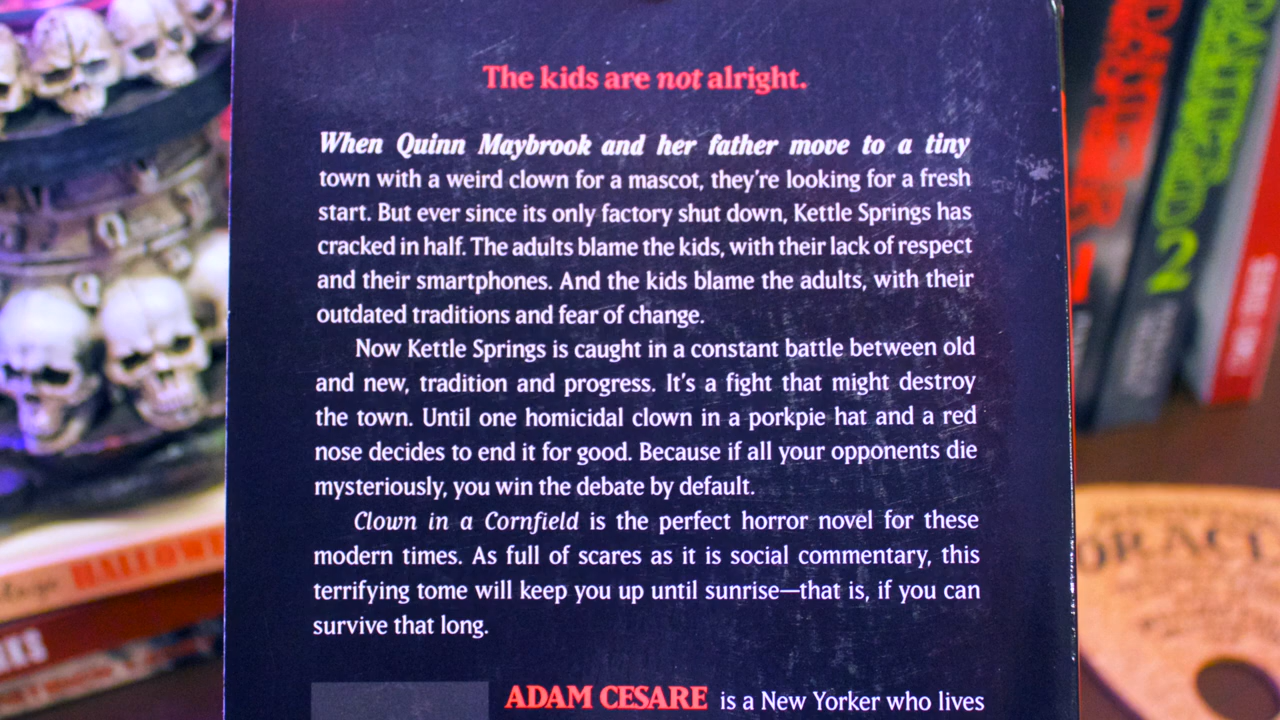 The kids are not alright.
When Quinn Maybrook and her father move to a tiny
town with a weird clown for a mascot, they're looking for a fresh
start. But ever since its only factory shut down, Kettle Springs has
cracked in half. The adults blame the kids, with their lack of respect
and their smartphones. And the kids blame the adults, with their
outdated traditions and fear of change.
Now Kettle Springs is caught in a constant battle between old
and new, tradition and progress. It's a fight that might destroy
the town. Until one homicidal clown in a porkpie hat and a red
nose decides to end it for good. Because if all your opponents die
mysteriously, you win the debate by default.
Clown in a Cornfield is the perfect horror novel for these
modern times. As full of scares as it is social commentary, this
terrifying tome will keep you up until sunrise—that is, if you can
survive that long.
ADAM CESARE is a New Yorker who lives
2